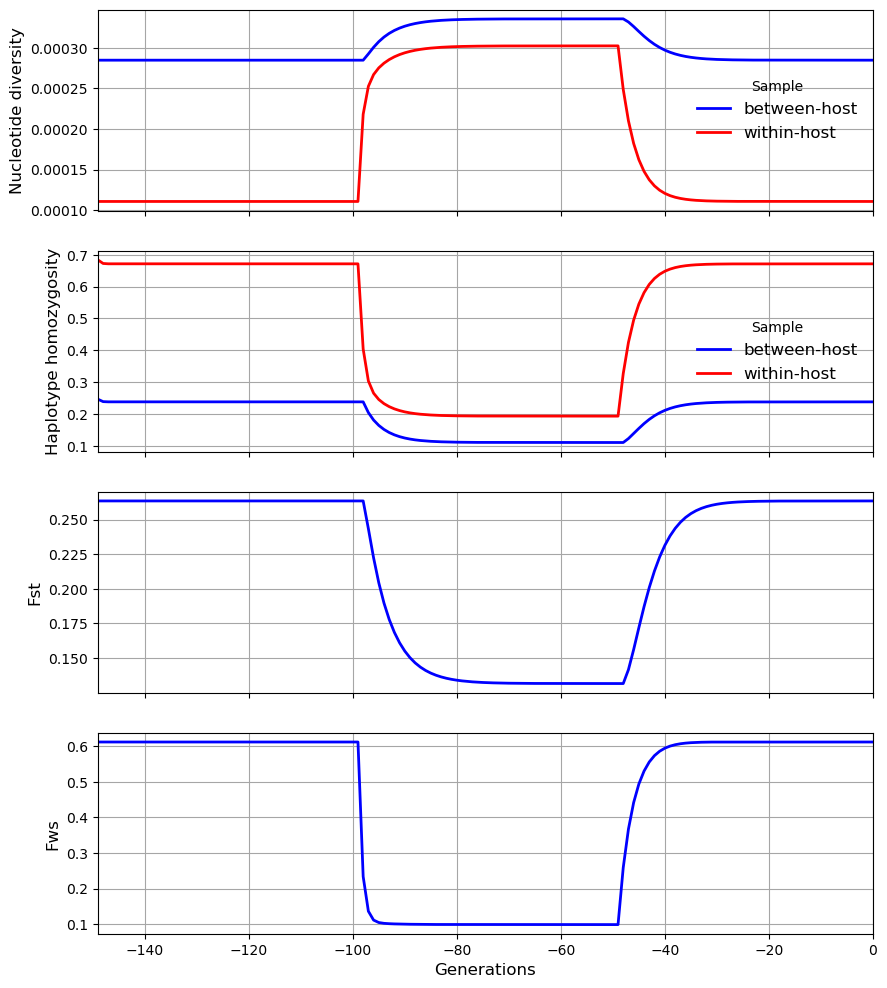 Nucleotide diversity
0.00030
0.00025
0.00020
0.00015
0.00010
Sample
between-host
within-host
Haplotype homozygosity
0.7
0.6
0.5
0.4
0.3
0.2
0.1
Sample
between-host
within-host
Fst
0.250
0.225
0.200
0.175
0.150
Fws
0.6
0.5
0.4
0.3
0.2
0.1
−140 −120 −100 −80 −60 −40 −20 0
Generations